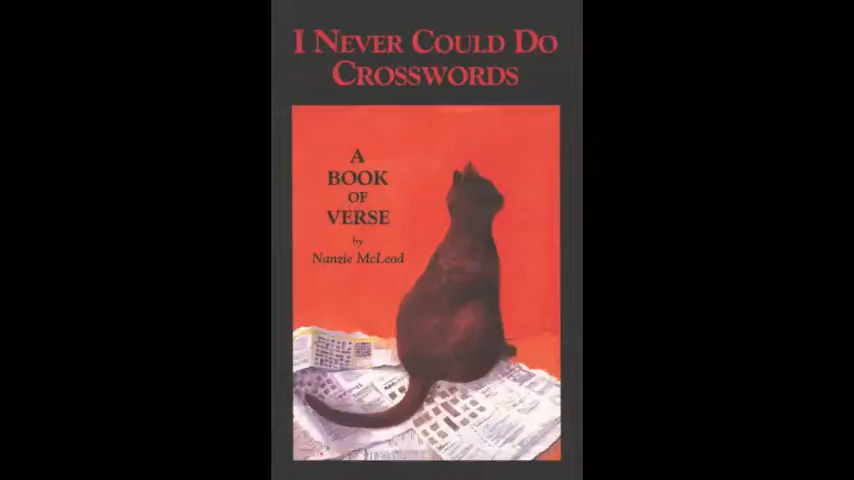 I NEVER COULD DO
CROSSWORDS
A
BOOK
OF
VERSE
by
Nanzie McLeod